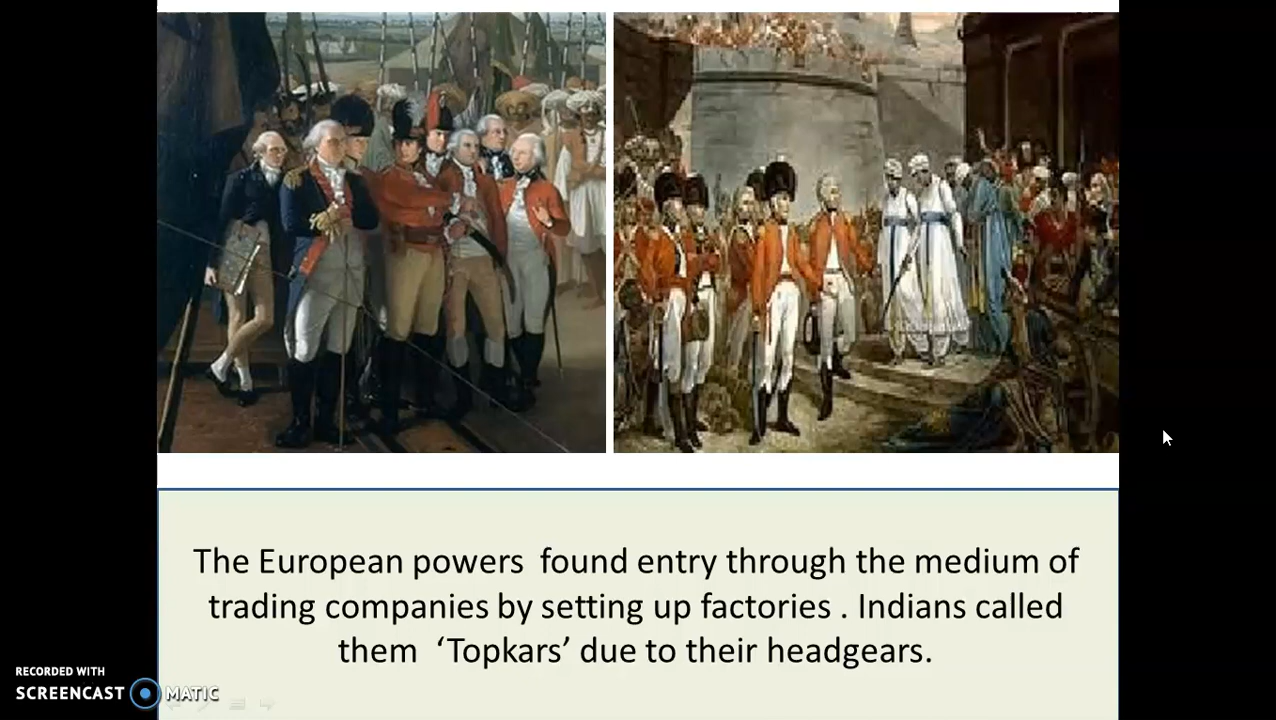 The European powers found entry through the medium of
trading companies by setting up factories . Indians called
them ‘Topkars’ due to their headgears.
RECORDED WITH
SCREENCAST MATIC